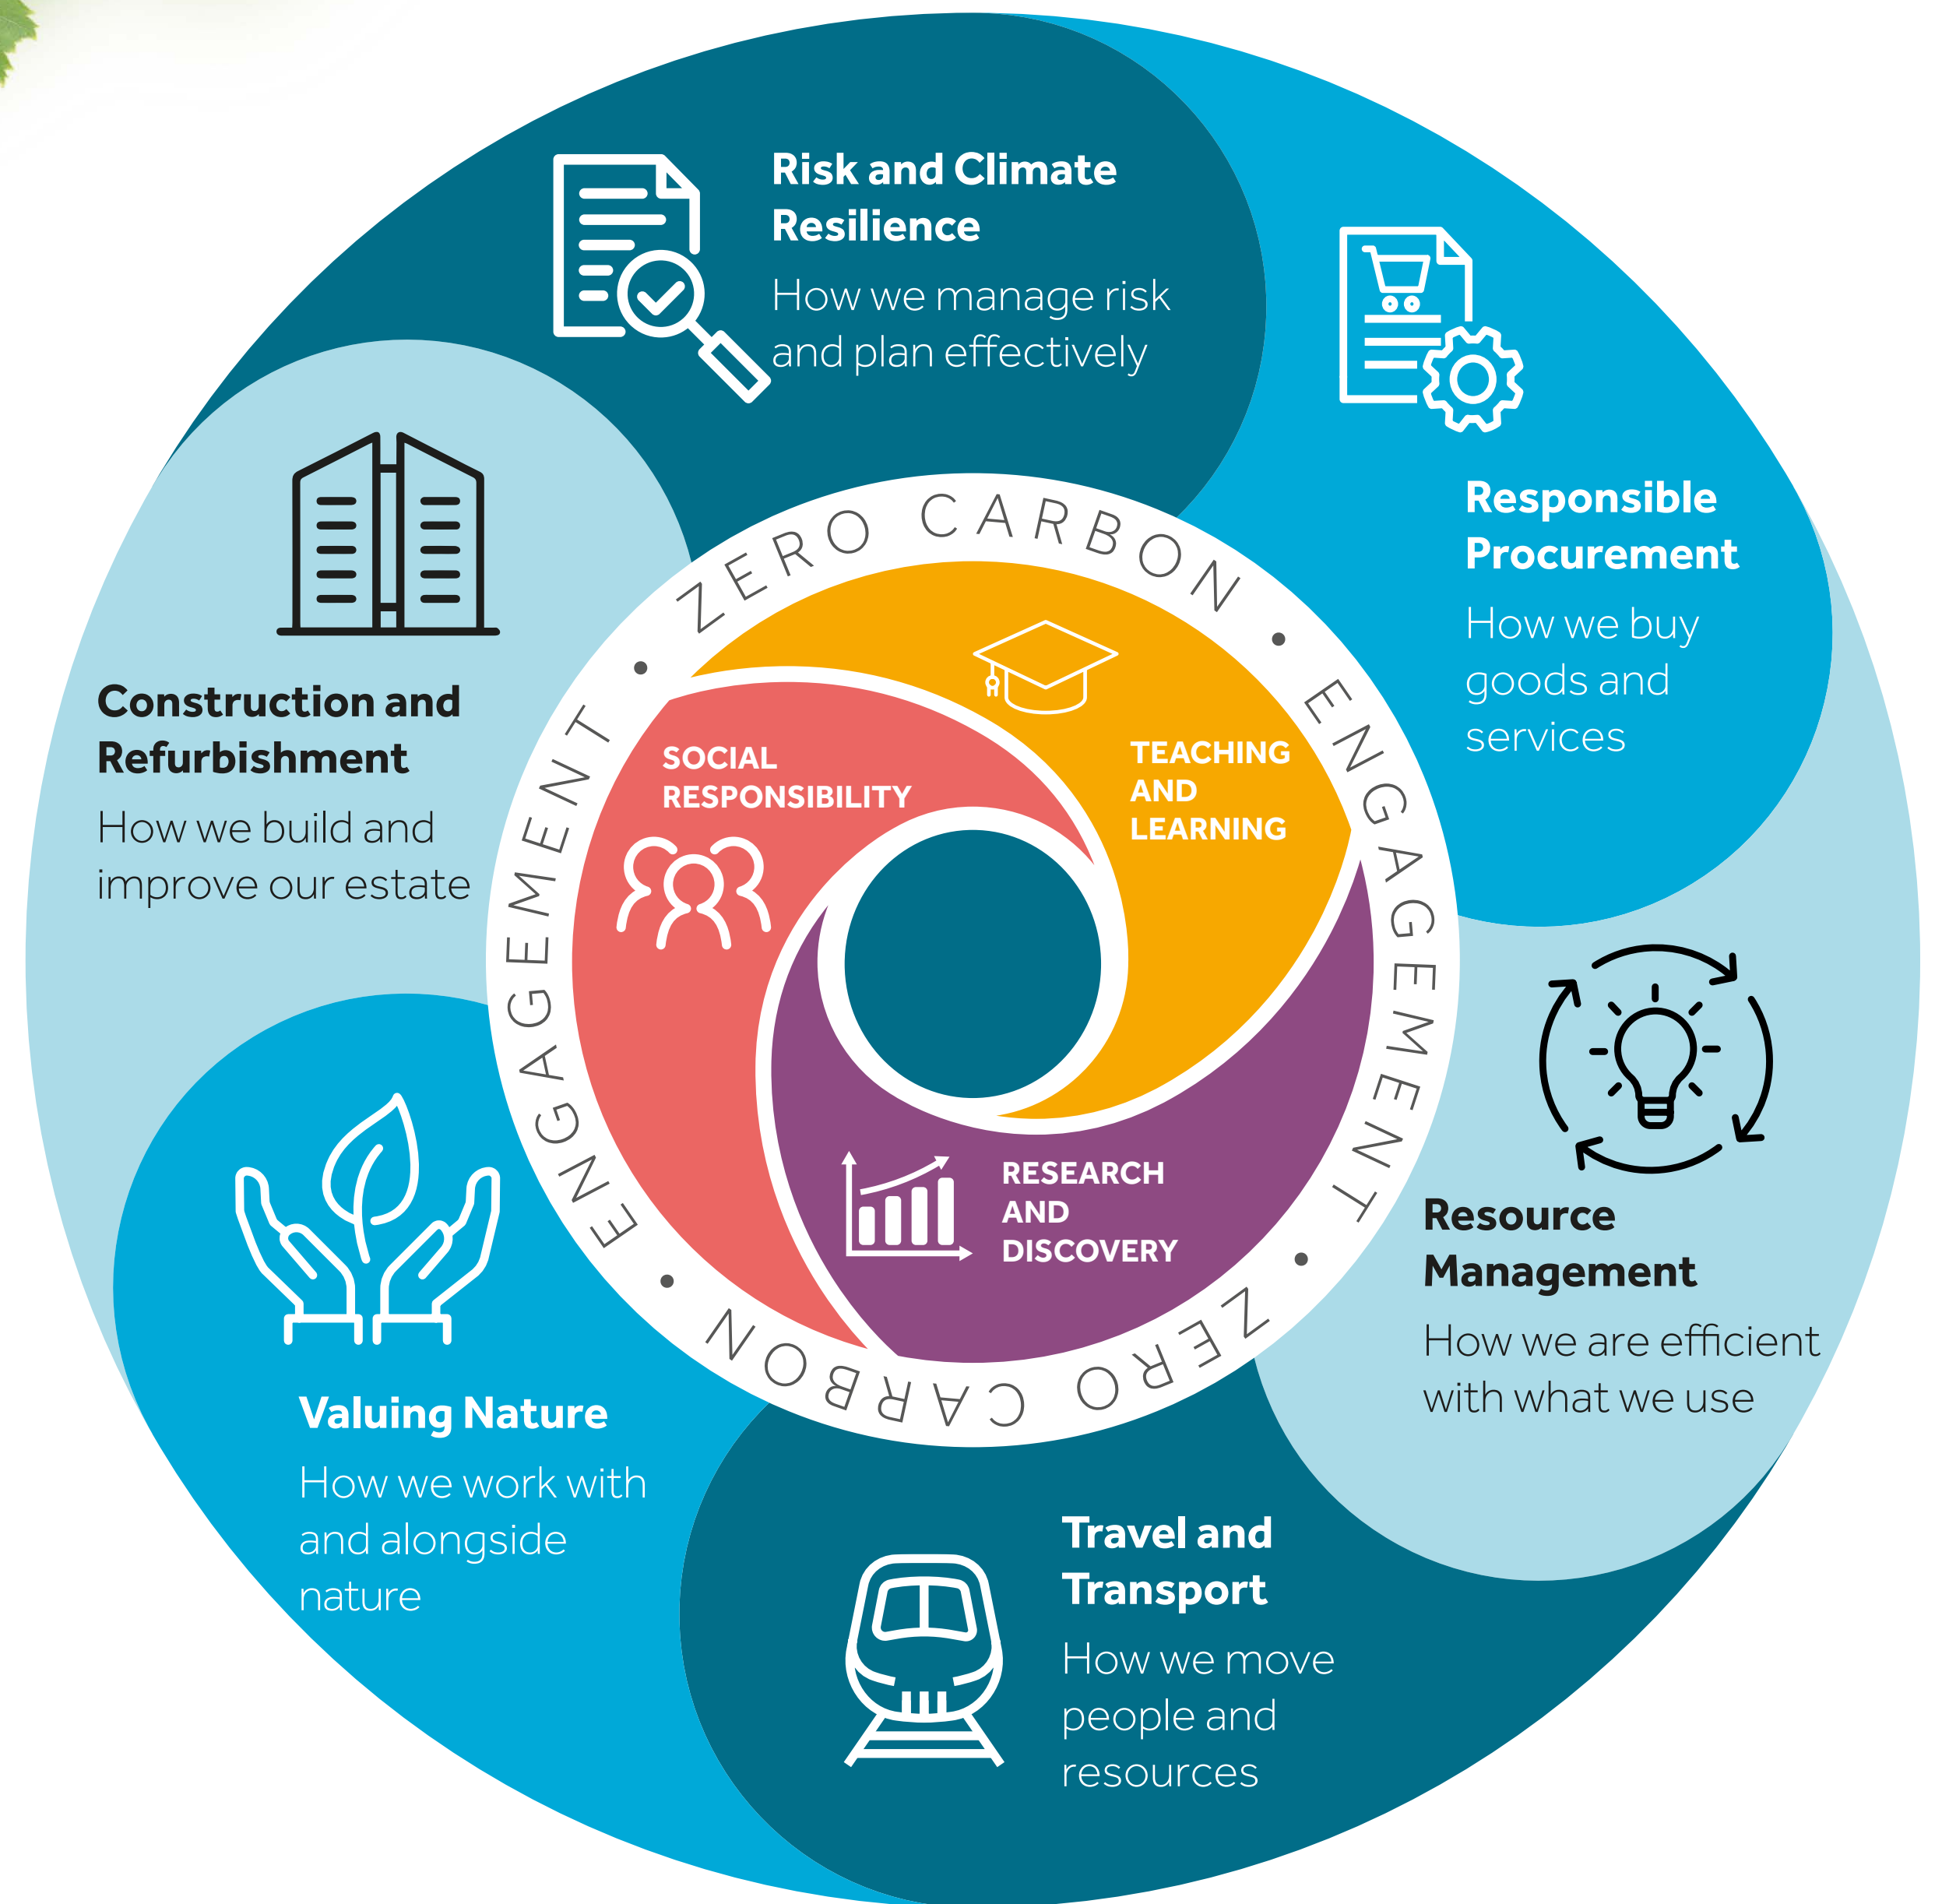 Risk and Climate
Resilience
How we manage risk
and plan effectively
Responsible
Procurement
How we buy
goods and
services
Resource
Management
How we are efficient
with what we use
Travel and
Transport
How we move
people and
resources
Valuing Nature
How we work with
and alongside
nature
Construction and
Refurbishment
How we build and
improve our estate
ZERO CARBON • ENGAGEMENT • ZERO CARBON • ENGAGEMENT •
TEACHING
AND
LEARNING
RESEARCH
AND
DISCOVERY
SOCIAL
RESPONSIBILITY